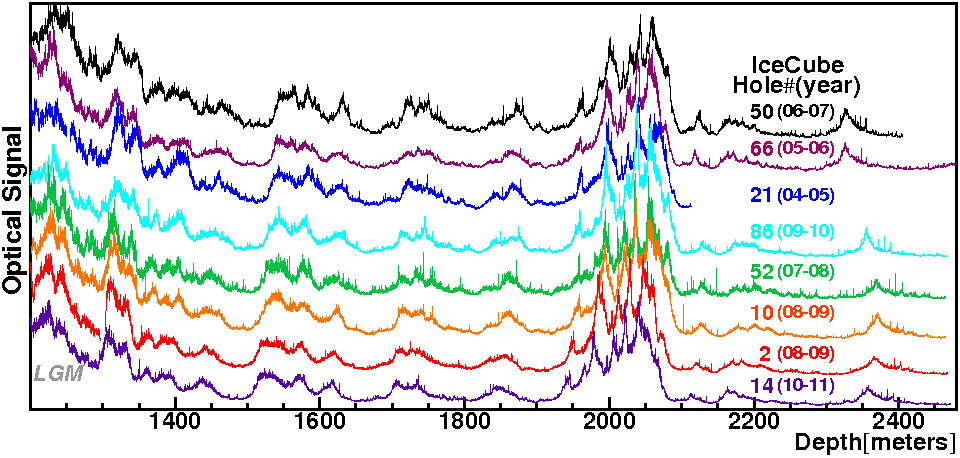 Optical Signal
IceCube
Hole#(year)
50 (06-07)
66 (05-06)
21 (04-05)
86 (09-10)
52 (07-08)
10 (08-09)
2 (08-09)
14 (10-11)
LGM
1400 1600 1800 2000 2200 2400
Depth[meters]